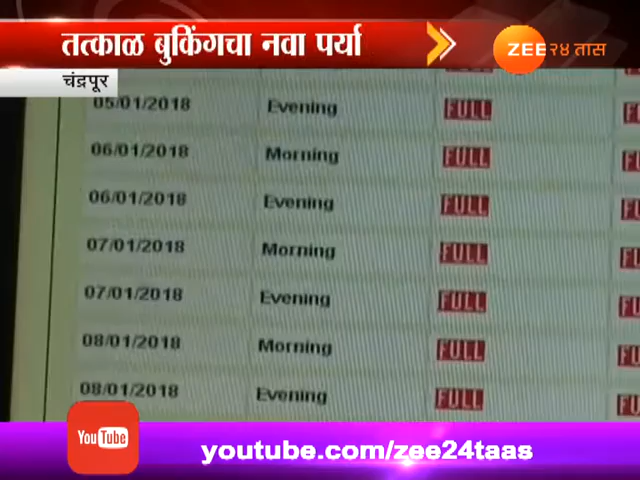 तत्काळ बुकिंगचा नवा पर्या
ZEE २४ तास
चंद्रपूर
05/01/2018 Evening FULL
06/01/2018 Morning FULL
06/01/2018 Evening FULL
07/01/2018 Morning FULL
07/01/2018 Evening FULL
08/01/2018 Morning FULL
08/01/2018 Evening FULL
YouTube
youtube.com/zee24taas